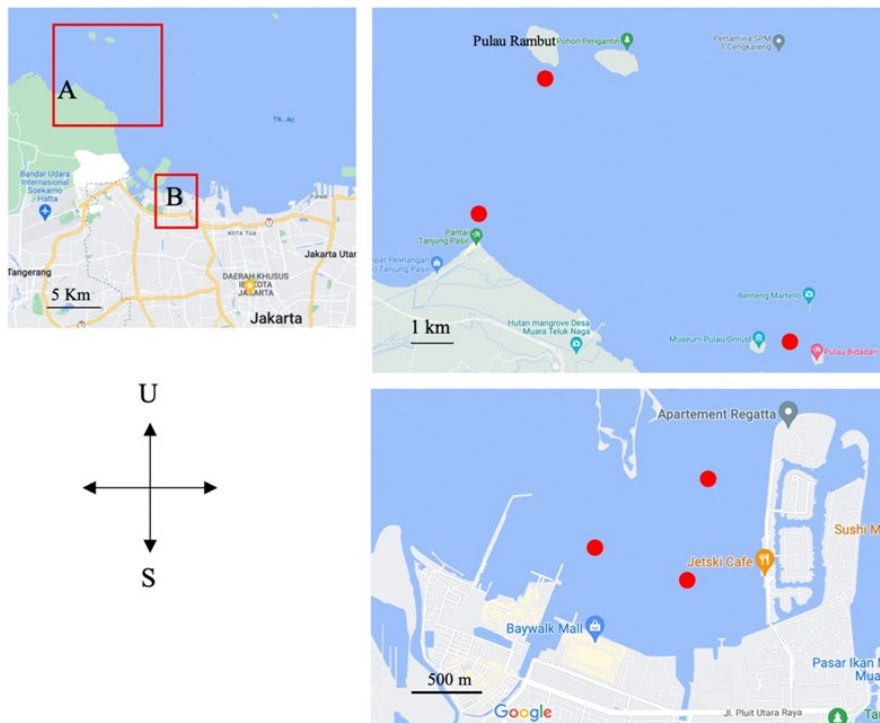 A
Tlk Jkt
Bandar Udara
Internasional
Soekarno
Hatta
B
KOTA TUA
Jakarta Utar
Tangerang
DAERAH KHUSUS
JAKARTA
5 Km
Jakarta
Pulau Rambut
Pohon Pengantin
Pertamina SPM
1 Cengkareng
Pantai
Tanjung Pasir
pat Pelelangan
Tanjung Pasir
Benteng Martello
1 km
Hutan mangrove Desa
Muara Teluk Naga
Museum Pulau Onrust
Pulau Bidadari
U
S
Apartement Regatta
Sushi M
Jetski Cafe
Baywalk Mall
Pasar Ikan
Mua
500 m
Google
Jl. Pluit Utara Raya